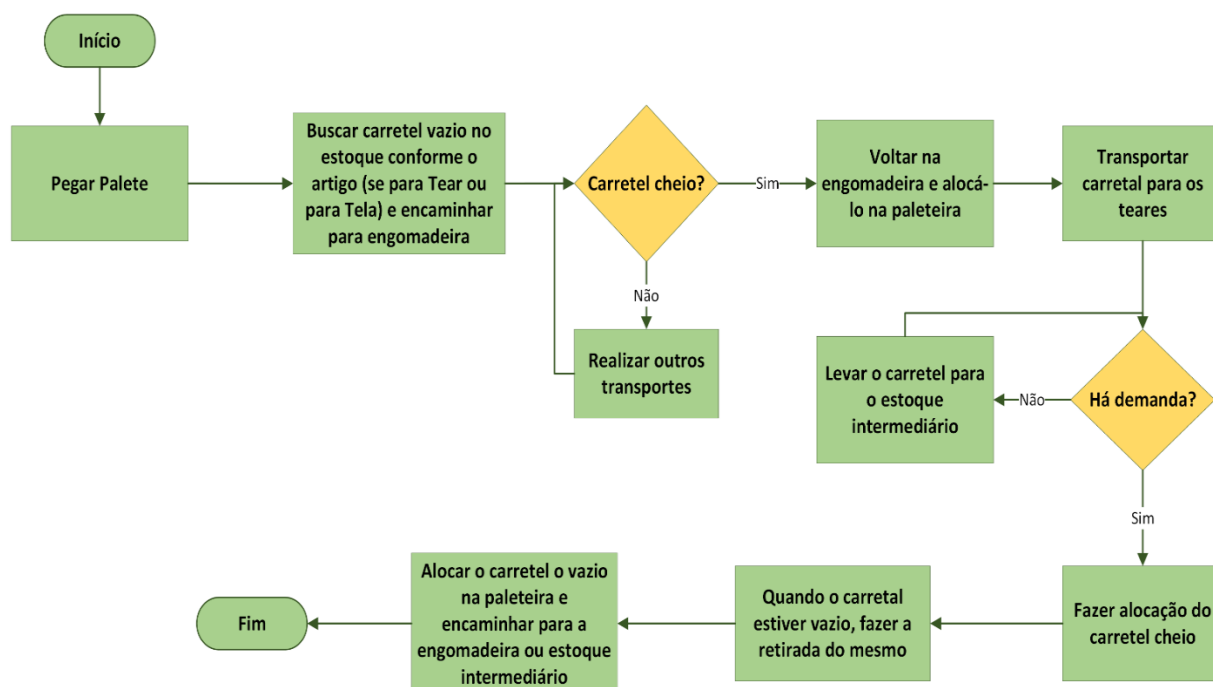 Início
Pegar Palete
Buscar carretel vazio no
estoque conforme o
artigo (se para Tear ou
para Tela) e encaminhar
para engomadeira
Carretel cheio?
Sim
Voltar na
engomadeira e alocá-
lo na paleteira
Transportar
carretal para os
teares
Não
Realizar outros
transportes
Levar o carretel para
o estoque
intermediário
Não
Há demanda?
Sim
Fazer alocação do
carretel cheio
Quando o carretal
estiver vazio, fazer a
retirada do mesmo
Alocar o carretel o vazio
na paleteira e
encaminhar para a
engomadeira ou estoque
intermediário
Fim